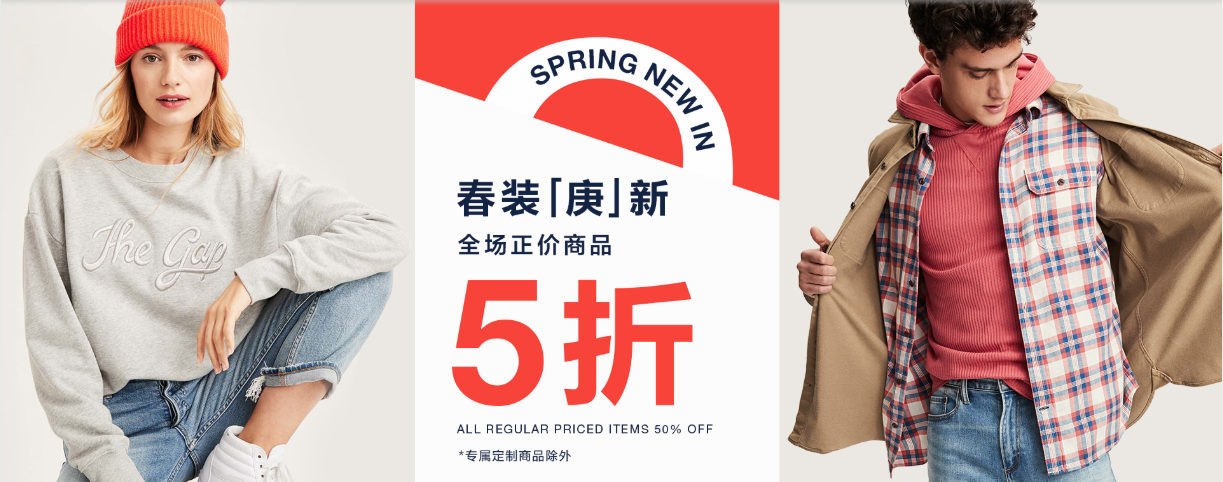 The Gap
SPRING NEW IN
春装「庚」新
全场正价商品
5折
ALL REGULAR PRICED ITEMS 50% OFF
*专属定制商品除外